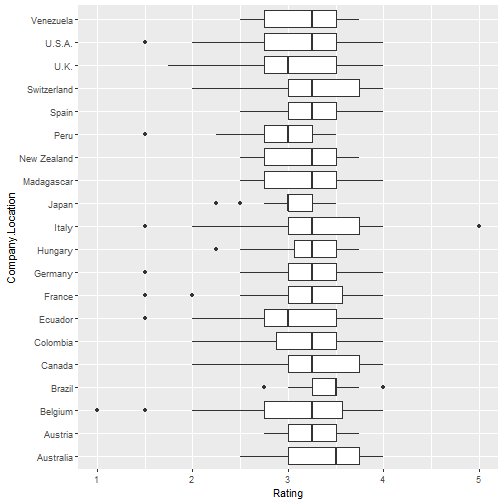 Venezuela
U.S.A.
U.K.
Switzerland
Spain
Peru
New Zealand
Madagascar
Japan
Italy
Hungary
Germany
France
Ecuador
Colombia
Canada
Brazil
Belgium
Austria
Australia
Company.Location
1 2 3 4 5
Rating